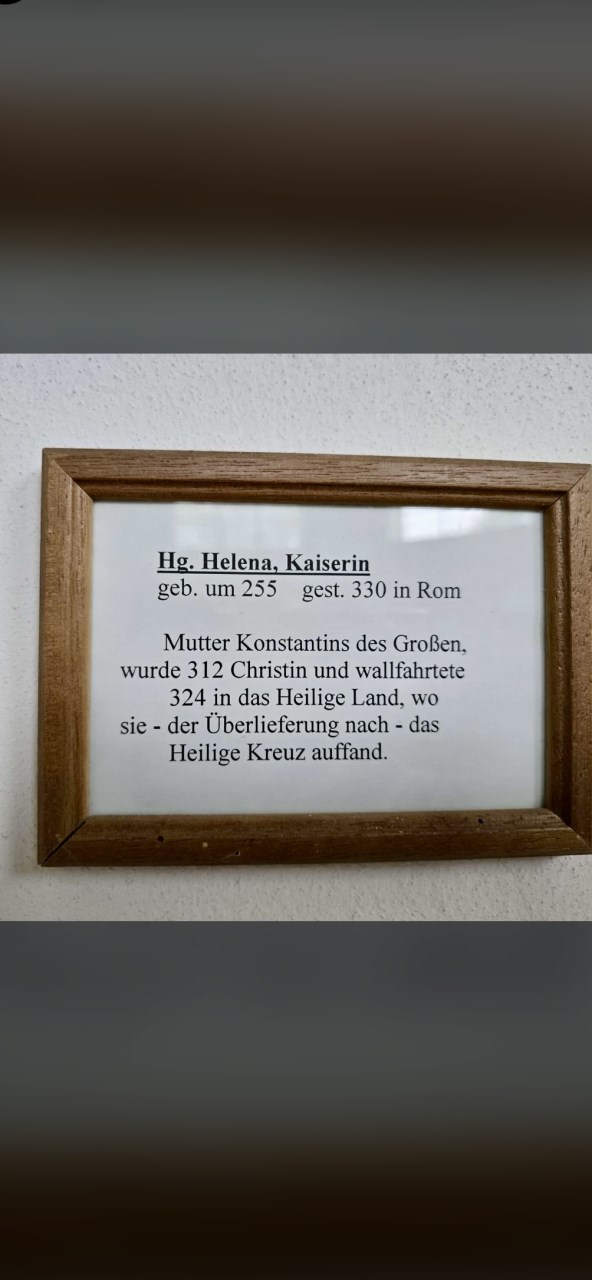 Hg. Helena, Kaiserin
geb. um 255 gest. 330 in Rom
Mutter Konstantins des Großen,
wurde 312 Christin und wallfahrtete
324 in das Heilige Land, wo
sie - der Überlieferung nach - das
Heilige Kreuz auffand.